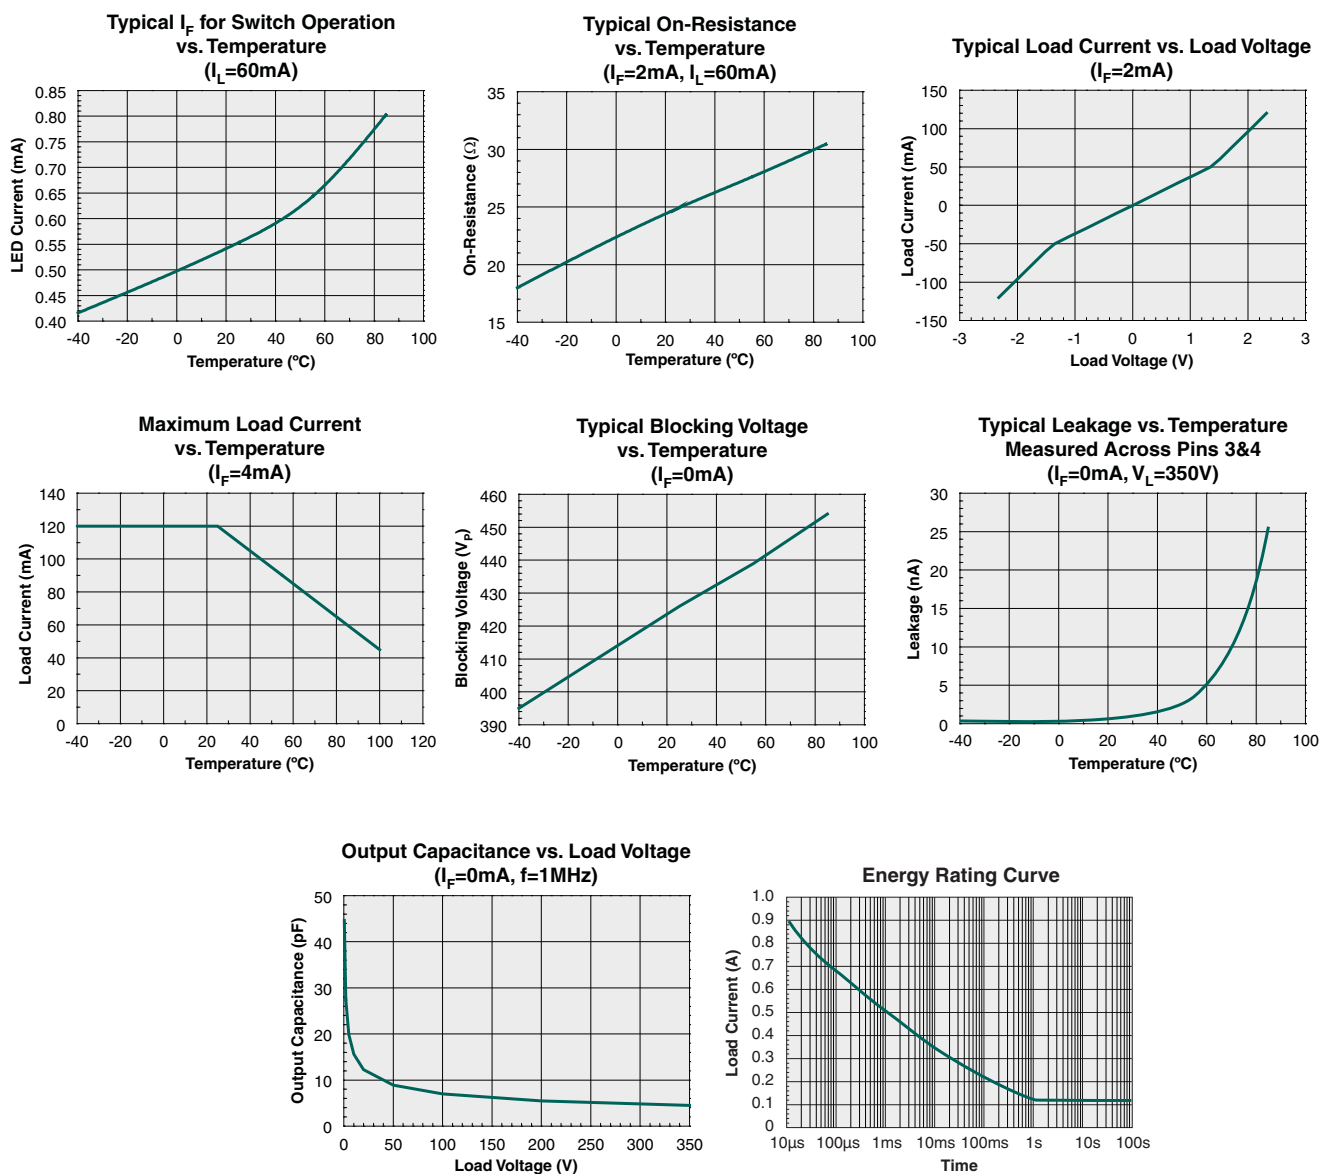 Typical IF for Switch Operation
vs. Temperature
(IL=60mA)
LED Current (mA)
0.85
0.80
0.75
0.70
0.65
0.60
0.55
0.50
0.45
0.40
-40 -20 0 20 40 60 80 100
Temperature (ºC)
Typical On-Resistance
vs. Temperature
(IF=2mA, IL=60mA)
On-Resistance (Ω)
35
30
25
20
15
-40 -20 0 20 40 60 80 100
Temperature (ºC)
Typical Load Current vs. Load Voltage
(IF=2mA)
Load Current (mA)
150
100
50
0
-50
-100
-150
-3 -2 -1 0 1 2 3
Load Voltage (V)
Maximum Load Current
vs. Temperature
(IF=4mA)
Load Current (mA)
140
120
100
80
60
40
20
0
-40 -20 0 20 40 60 80 100 120
Temperature (ºC)
Typical Blocking Voltage
vs. Temperature
(IF=0mA)
Blocking Voltage (VP)
460
450
440
430
420
410
400
390
-40 -20 0 20 40 60 80 100
Temperature (ºC)
Typical Leakage vs. Temperature
Measured Across Pins 3&4
(IF=0mA, VL=350V)
Leakage (nA)
30
25
20
15
10
5
0
-40 -20 0 20 40 60 80 100
Temperature (ºC)
Output Capacitance vs. Load Voltage
(IF=0mA, f=1MHz)
Output Capacitance (pF)
50
40
30
20
10
0
0 50 100 150 200 250 300 350
Load Voltage (V)
Energy Rating Curve
Load Current (A)
1.0
0.9
0.8
0.7
0.6
0.5
0.4
0.3
0.2
0.1
0
10µs 100µs 1ms 10ms 100ms 1s 10s 100s
Time